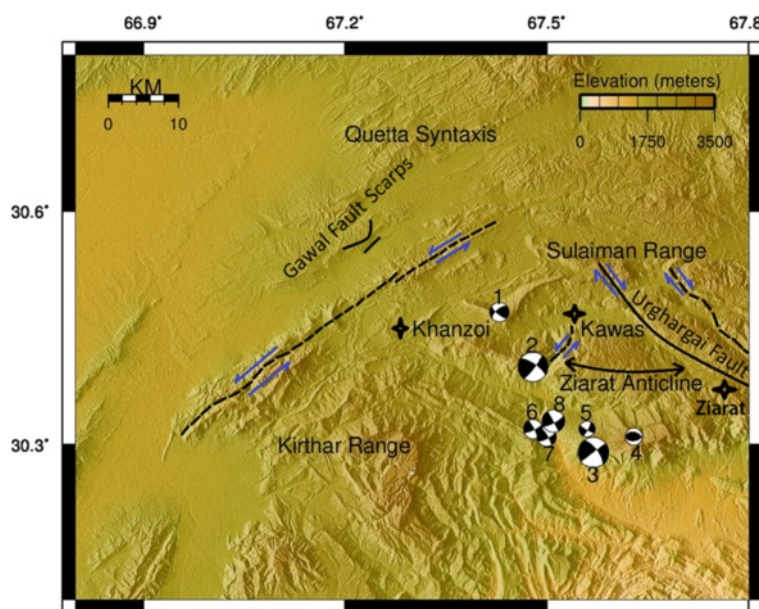 66.9° 67.2° 67.5° 67.8
KM
0 10
Elevation (meters)
0 1750 3500
Quetta Syntaxis
Gawal Fault Scarps
30.6°
Sulaiman Range
1
Khanzoi
Kawas
Urghargai Fault
2
Ziarat Anticline
Ziarat
6 8 5
7
4
3
30.3°
Kirthar Range